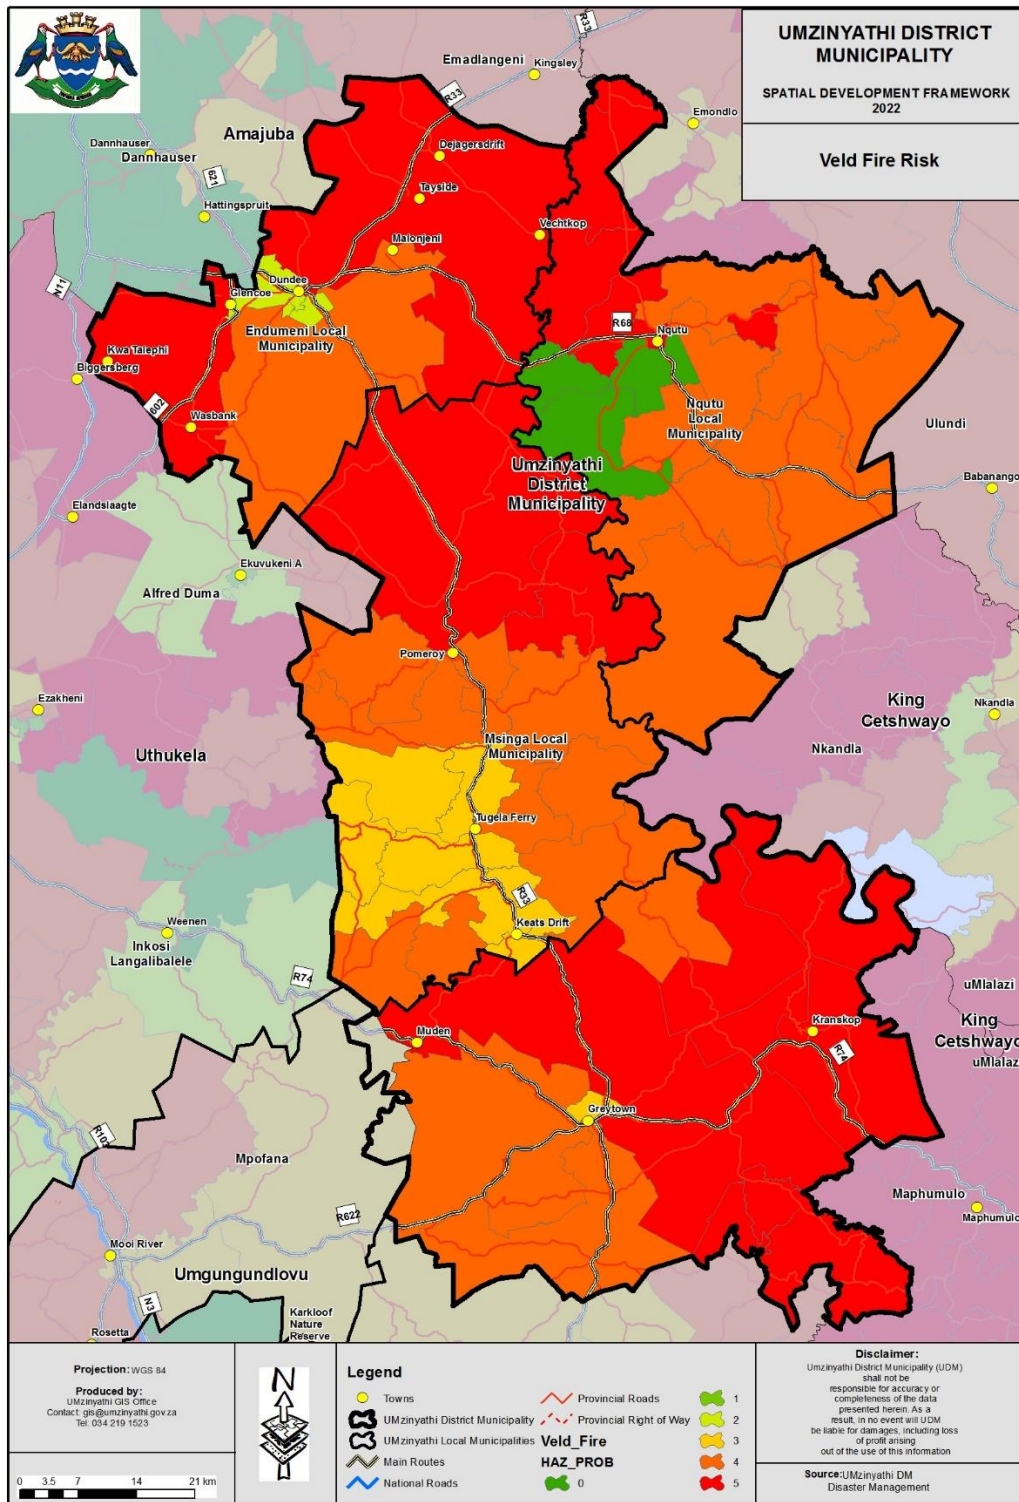 UMZINYATHI DISTRICT
MUNICIPALITY
SPATIAL DEVELOPMENT FRAMEWORK
2022
Veld Fire Risk
R33
Emadlangeni
Kingsley
R33
Emondlo
Amajuba
Dannhauser
Dannhauser
621
Dejagersdrift
Tayside
Hattingspruit
Vechtkop
Malonjeni
N11
Dundee
Glencoe
Endumeni Local
Municipality
R68
Nqutu
Kwa Talephi
Biggersberg
602
Wasbank
Nqutu
Local
Municipality
Ulundi
Umzinyathi
District
Municipality
Babanango
Elandslaagte
Ekuvukeni A
Alfred Duma
Pomeroy
Ezakheni
King
Cetshwayo
Nkandla
Nkandla
Uthukela
Msinga Local
Municipality
Tugela Ferry
R33
Keats Drift
Weenen
Inkosi
Langalibalele
R74
uMlalazi
King
Cetshwayo
uMlalazi
Kranskop
R74
Muden
Greytown
R103
Mpofana
Maphumulo
Maphumulo
R622
Mooi River
Umgungundlovu
N3
Karkloof
Nature
Reserve
Rosetta
Projection: WGS 84
Produced by:
UMzinyathi GIS Office
Contact: gis@umzinyathi.gov.za
Tel: 034 219 1523
0 3.5 7 14 21 km
N
Legend
Towns
UMzinyathi District Municipality
UMzinyathi Local Municipalities
Main Routes
National Roads
Provincial Roads
Provincial Right of Way
Veld_Fire
HAZ_PROB
0
1
2
3
4
5
Disclaimer:
Umzinyathi District Municipality (UDM)
shall not be
responsible for accuracy or
completeness of the data
presented herein. As a
result, in no event will UDM
be liable for damages, including loss
of profit arising
out of the use of this information
Source:UMzinyathi DM
Disaster Management